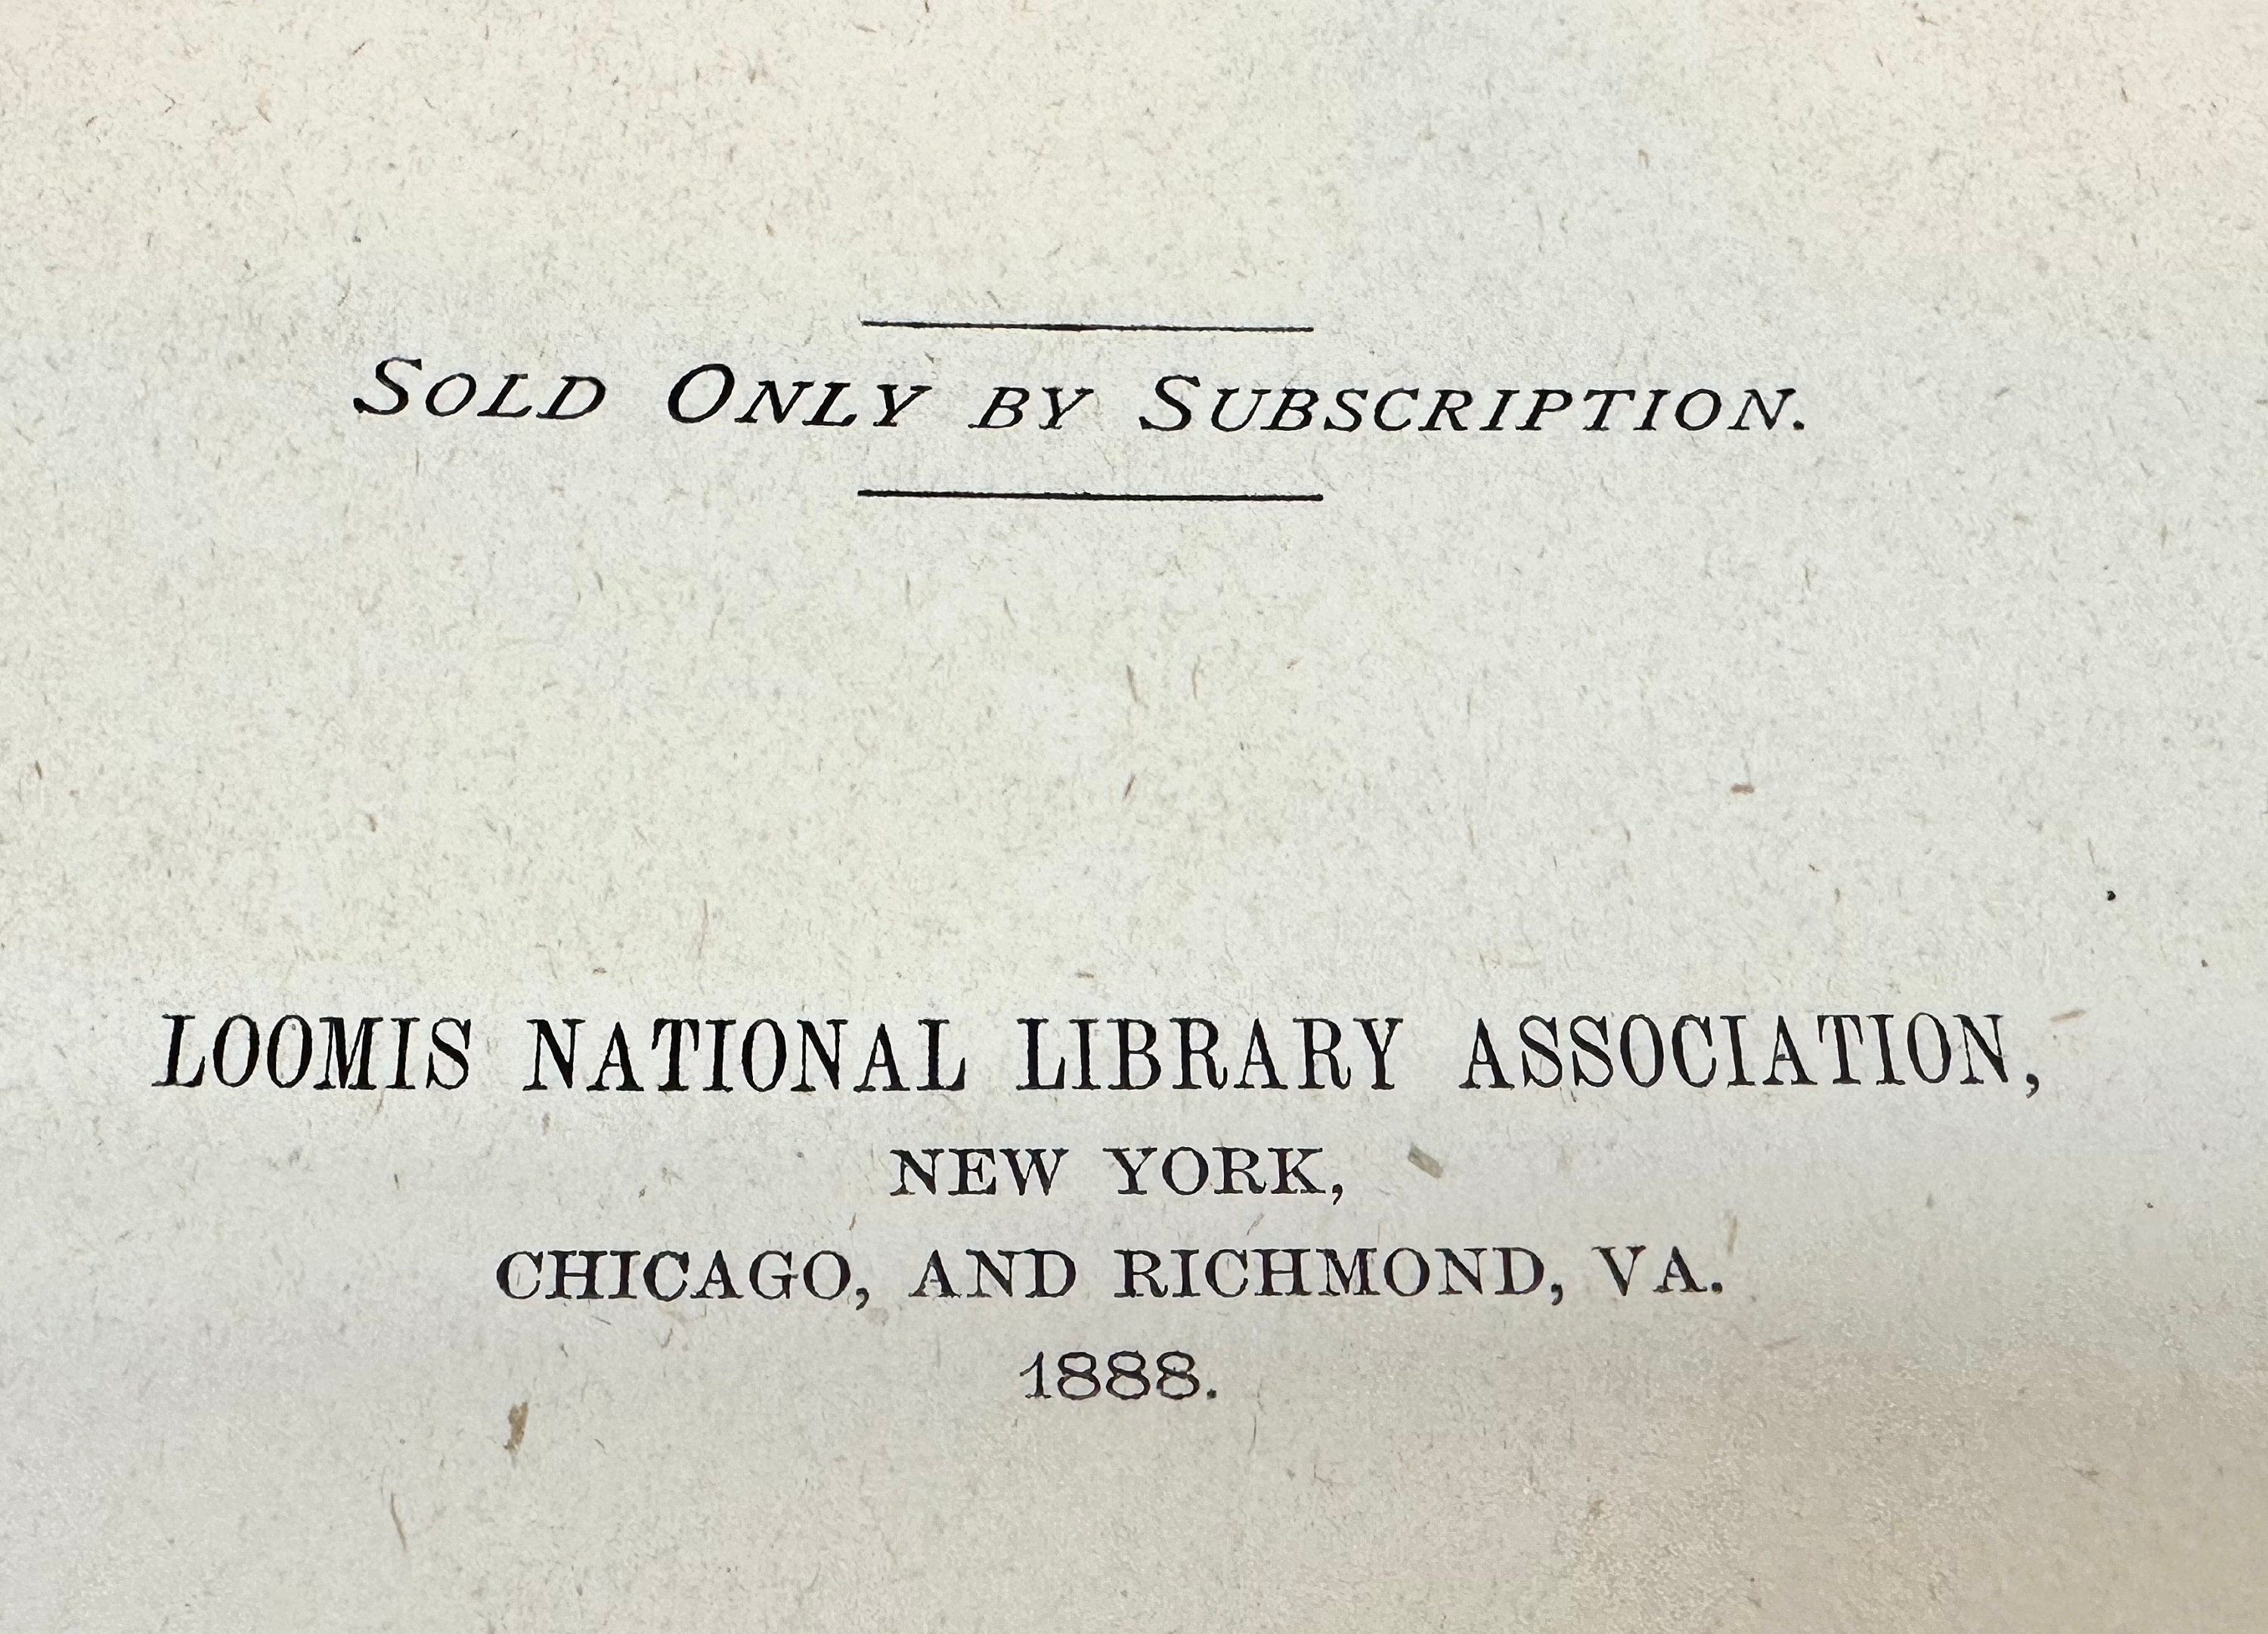 Sold Only by Subscription.
LOOMIS NATIONAL LIBRARY ASSOCIATION,
NEW YORK,
CHICAGO, AND RICHMOND, VA.
1888.